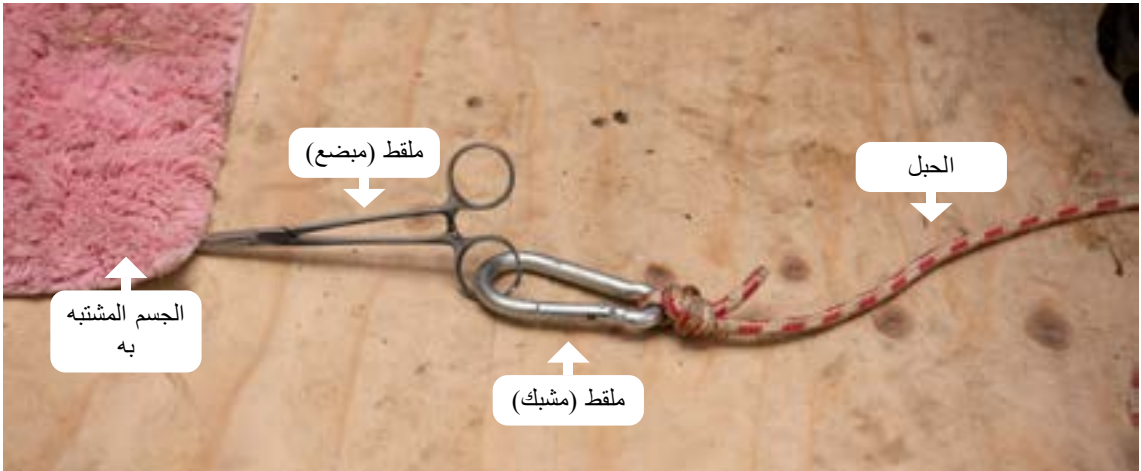 ملقط (مبضع)
الحبل
الجسم المشتبه
به
ملقط (مشبك)